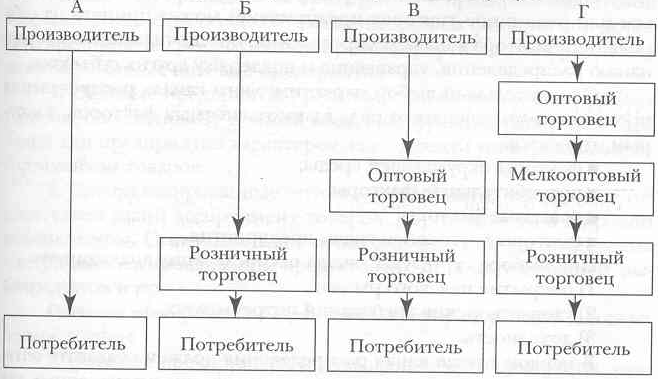 А Б В Г
Производитель Производитель Производитель Производитель
Оптовый
торговец
Оптовый Мелкооптовый
торговец торговец
Розничный Розничный Розничный
торговец торговец торговец
Потребитель Потребитель Потребитель Потребитель